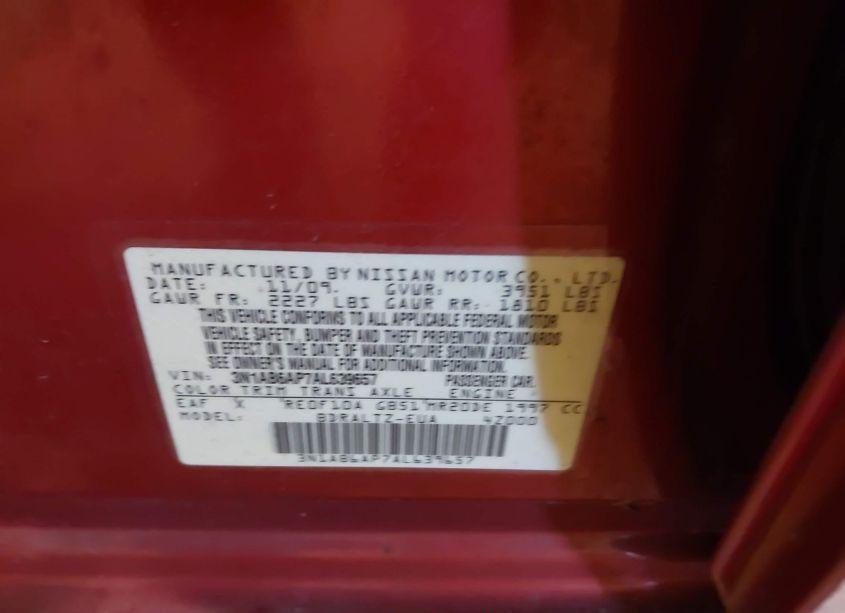 MANUFACTURED BY NISSAN MOTOR CO., LTD.
DATE: 11/09. GVWR: 3951 LBS
GAWR FR: 2227 LBS GAWR RR: 1810 LBS
THIS VEHICLE CONFORMS TO ALL APPLICABLE FEDERAL MOTOR
VEHICLE SAFETY, BUMPER AND THEFT PREVENTION STANDARDS
IN EFFECT ON THE DATE OF MANUFACTURE SHOWN ABOVE.
SEE OWNER'S MANUAL FOR ADDITIONAL INFORMATION.
VIN: 3N1AB6AP7AL639657 PASSENGER CAR.
COLOR TRIM TRANS AXLE ENGINE
EAF X RE0F10A GB51 MR20DE 1997 CC
MODEL: BDRALTZ-EUA 4Z000
3N1AB6AP7AL639657